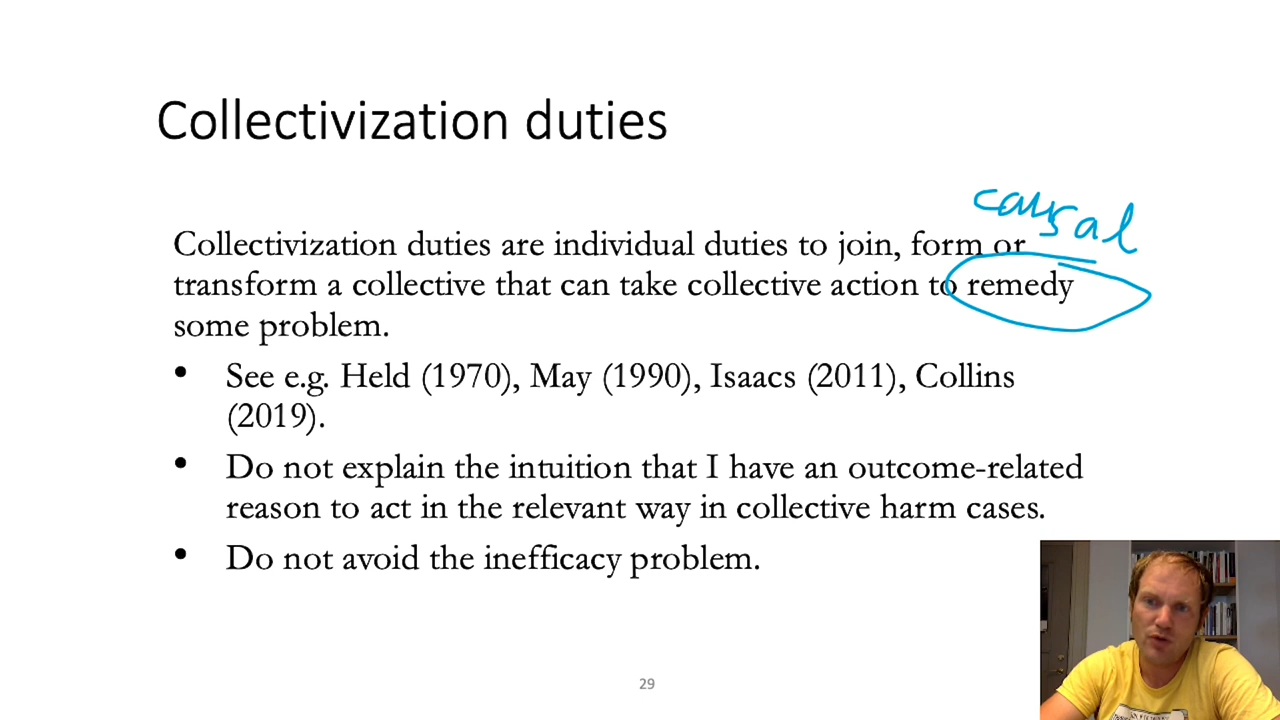 Collectivization duties
causal
Collectivization duties are individual duties to join, form or
transform a collective that can take collective action to remedy
some problem.
• See e.g. Held (1970), May (1990), Isaacs (2011), Collins
(2019).
• Do not explain the intuition that I have an outcome-related
reason to act in the relevant way in collective harm cases.
• Do not avoid the inefficacy problem.
29